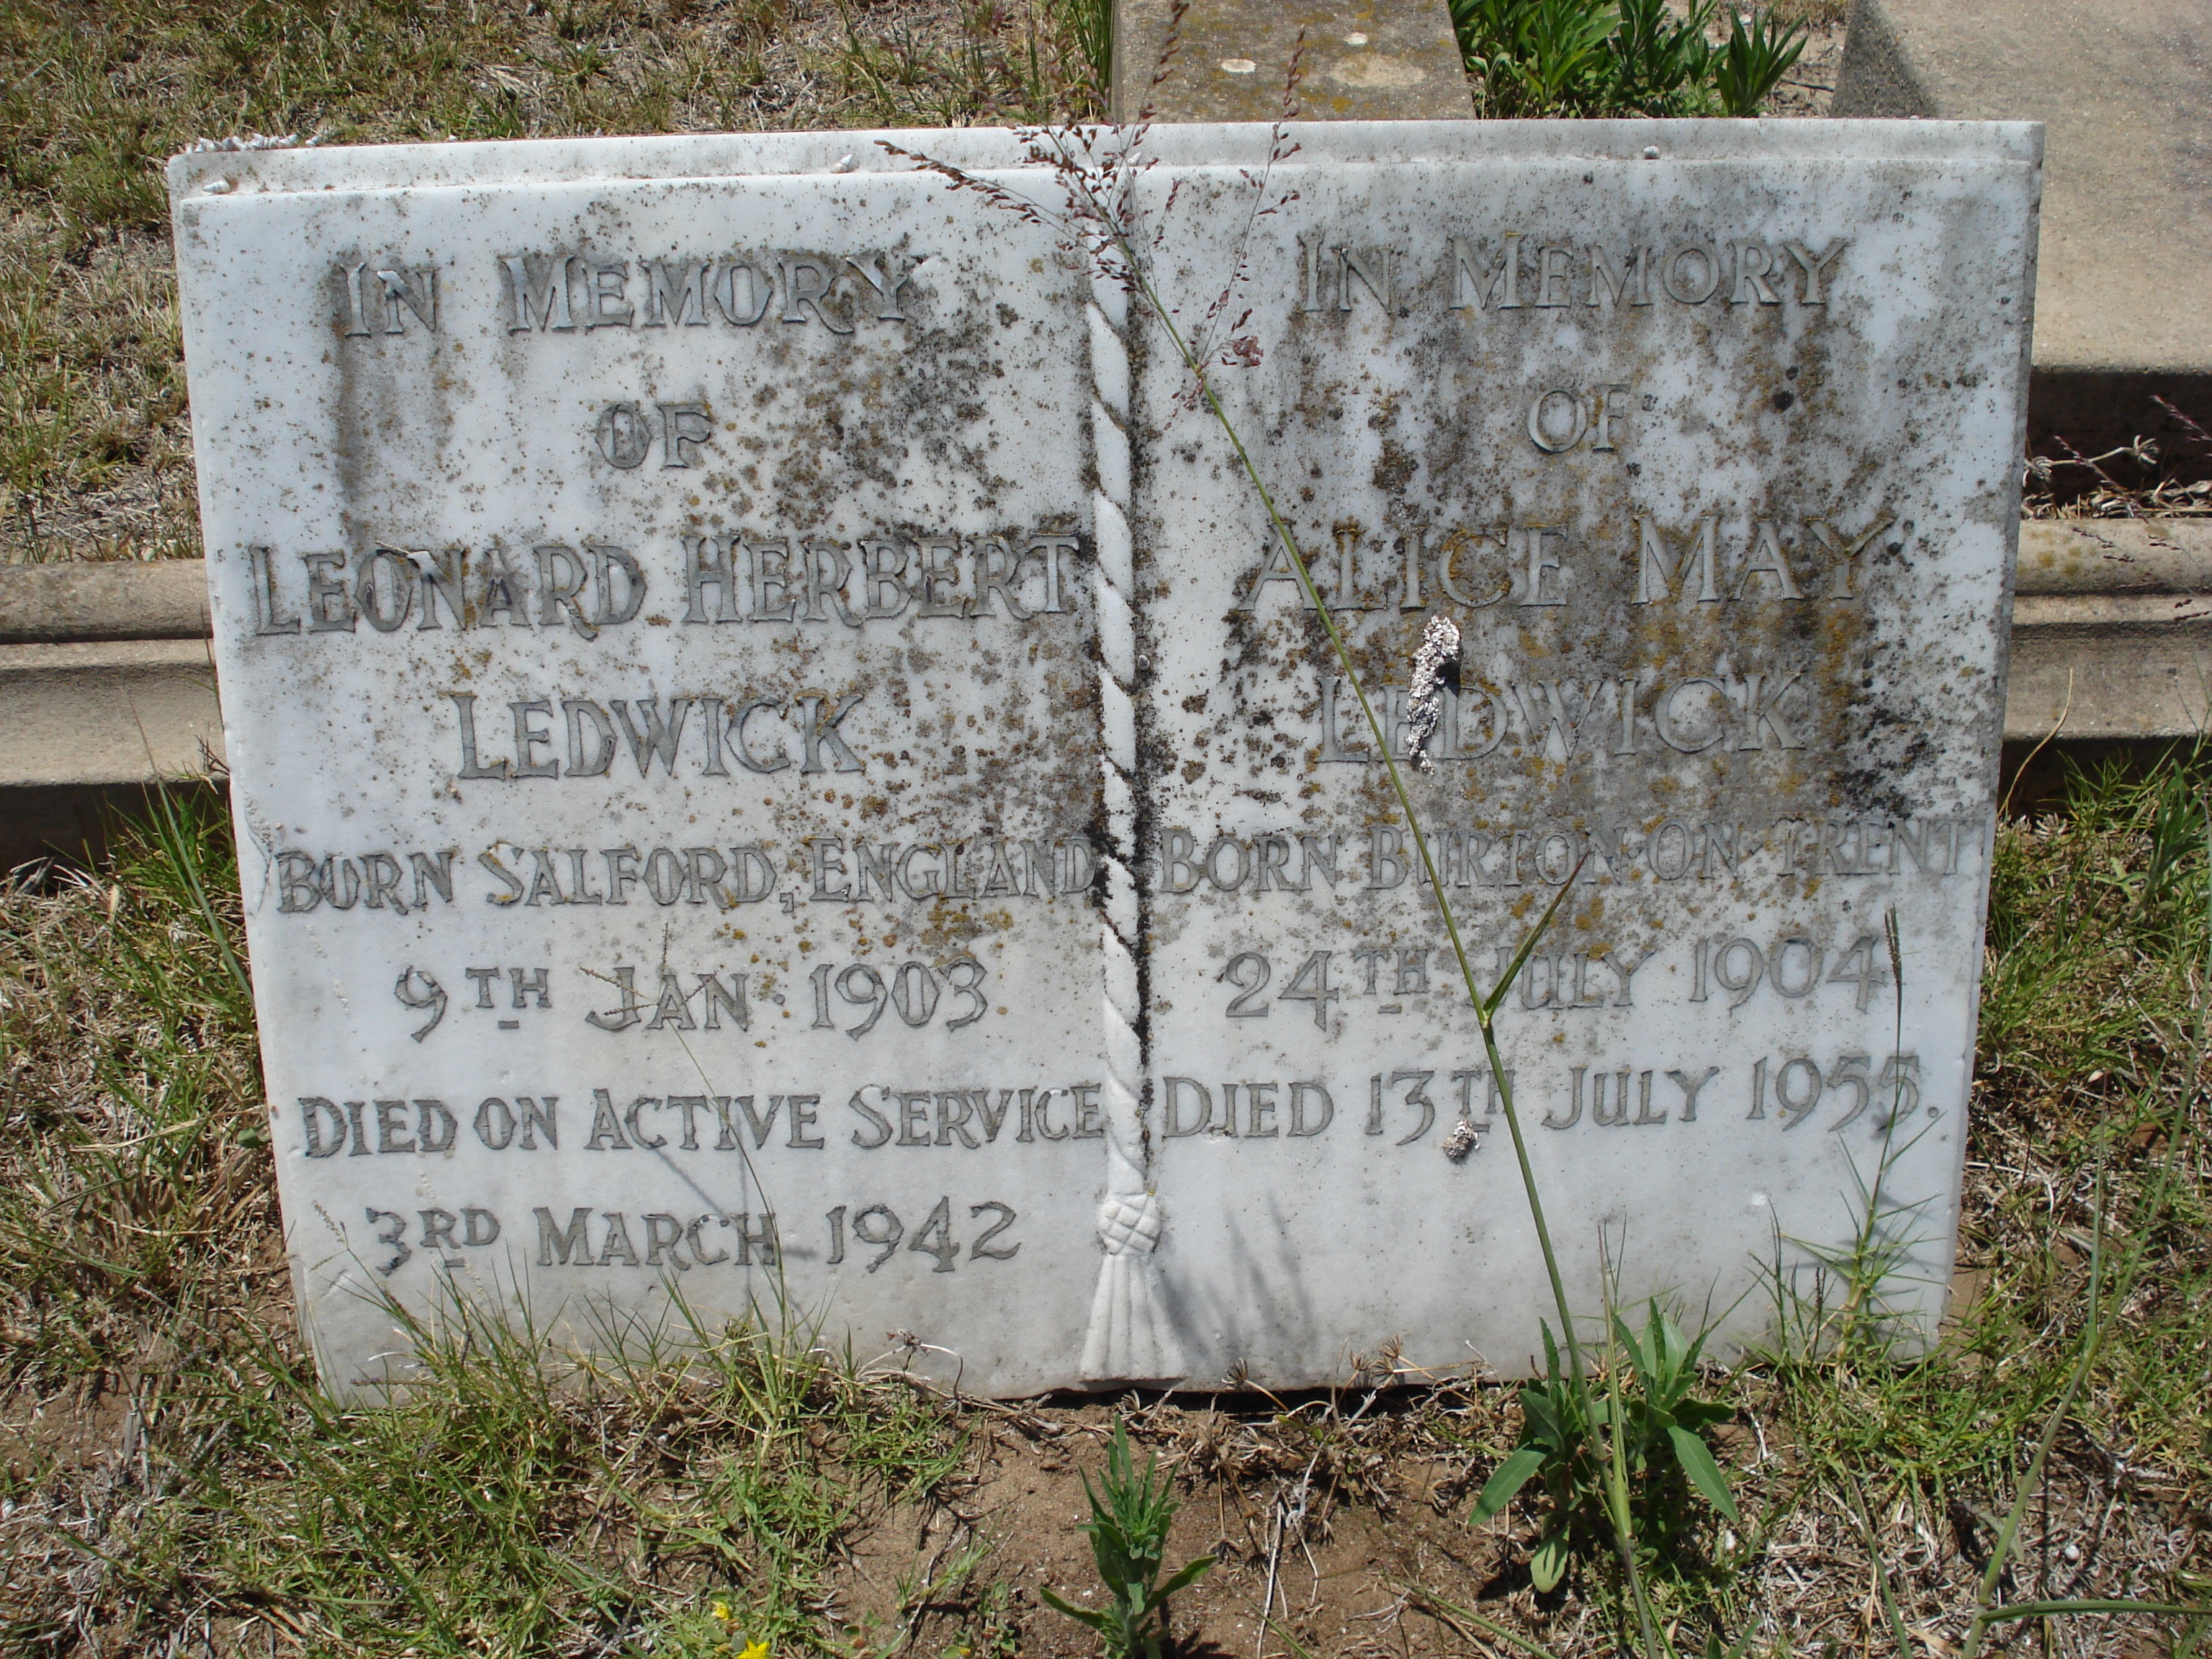 IN MEMORY
OF
LEONARD HERBERT
LEDWICK
BORN SALFORD, ENGLAND
9TH JAN. 1903
DIED ON ACTIVE SERVICE
3RD MARCH 1942
IN MEMORY
OF
ALICE MAY
LEDWICK
BORN BURTON-ON-TRENT
24TH JULY 1904
DIED 13TH JULY 1955.